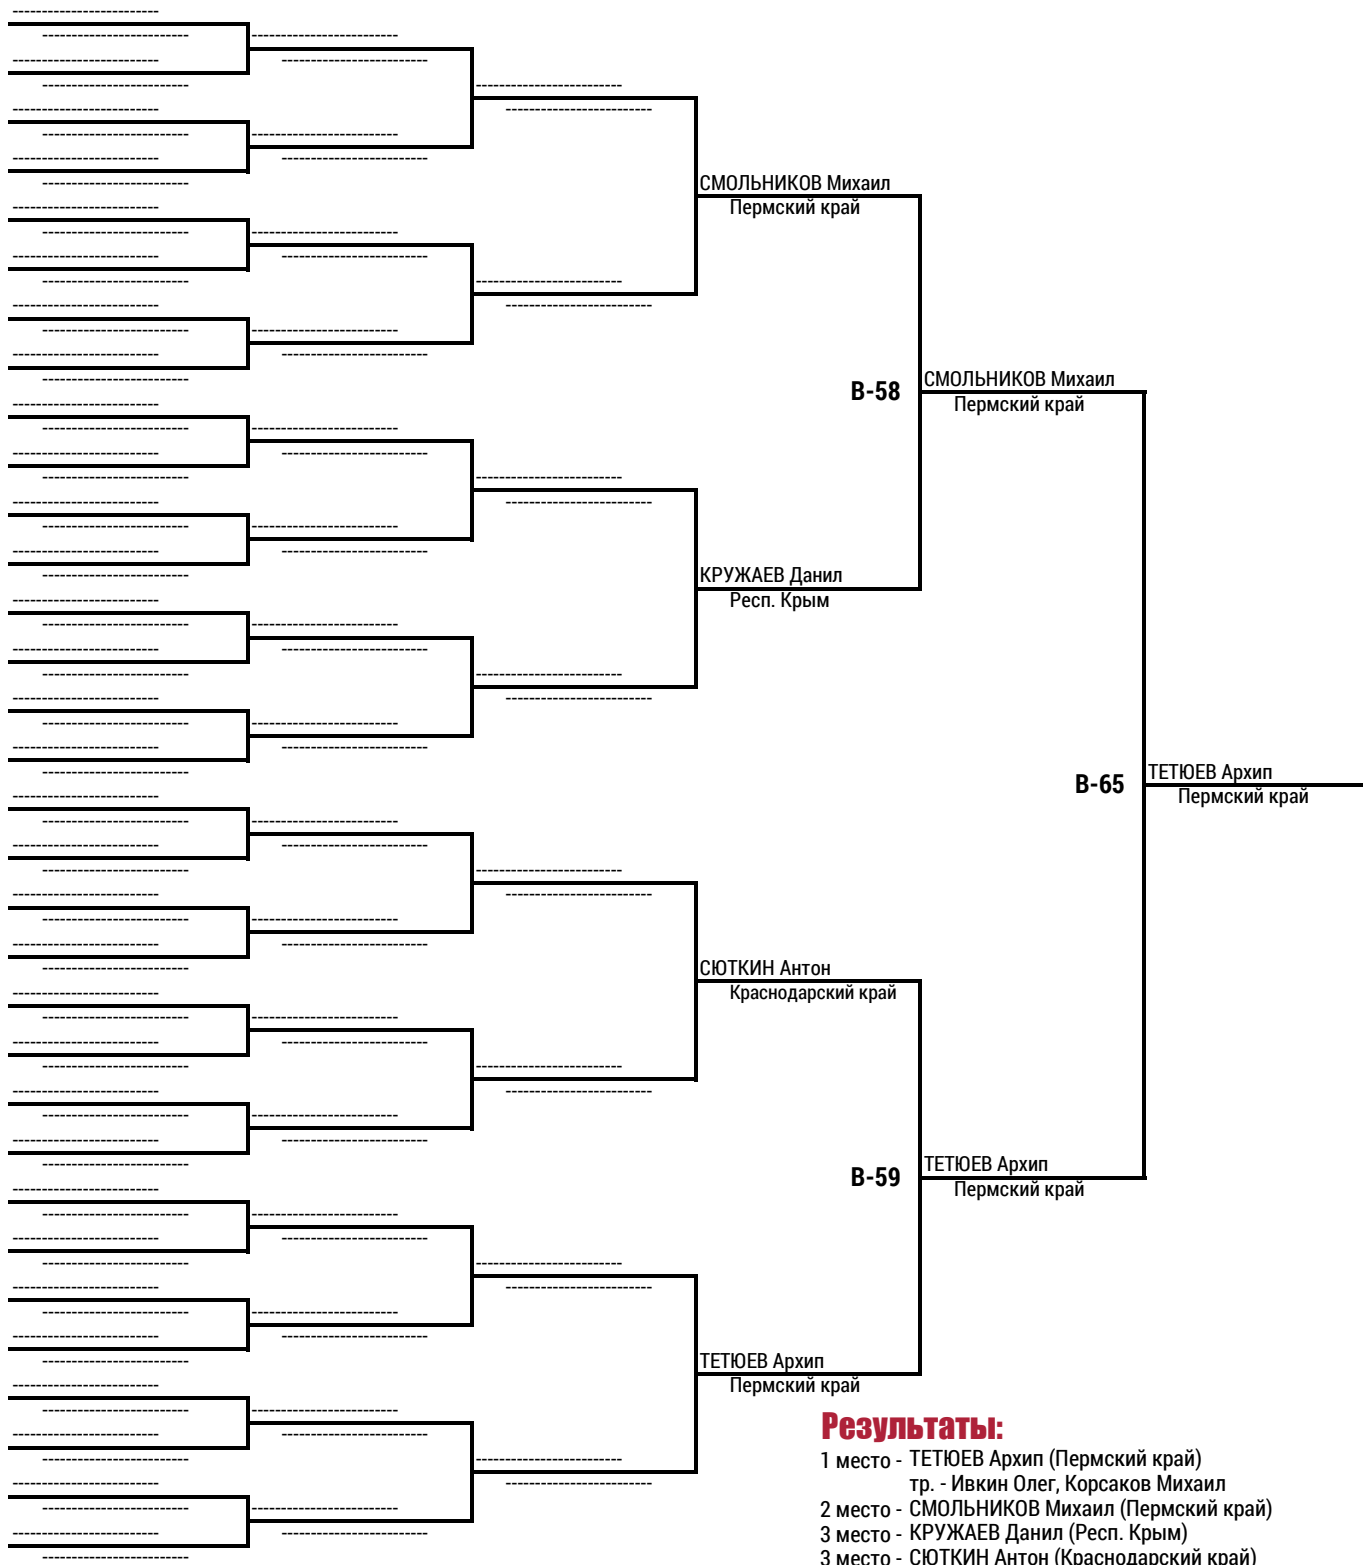 СМОЛЬНИКОВ Михаил
Пермский край
B-58
СМОЛЬНИКОВ Михаил
Пермский край
КРУЖАЕВ Данил
Респ. Крым
B-65
ТЕТЮЕВ Архип
Пермский край
СЮТКИН Антон
Краснодарский край
B-59
ТЕТЮЕВ Архип
Пермский край
ТЕТЮЕВ Архип
Пермский край
Результаты:
1 место - ТЕТЮЕВ Архип (Пермский край)
тр. - Ивкин Олег, Корсаков Михаил
2 место - СМОЛЬНИКОВ Михаил (Пермский край)
3 место - КРУЖАЕВ Данил (Респ. Крым)
3 место - СЮТКИН Антон (Краснодарский край)